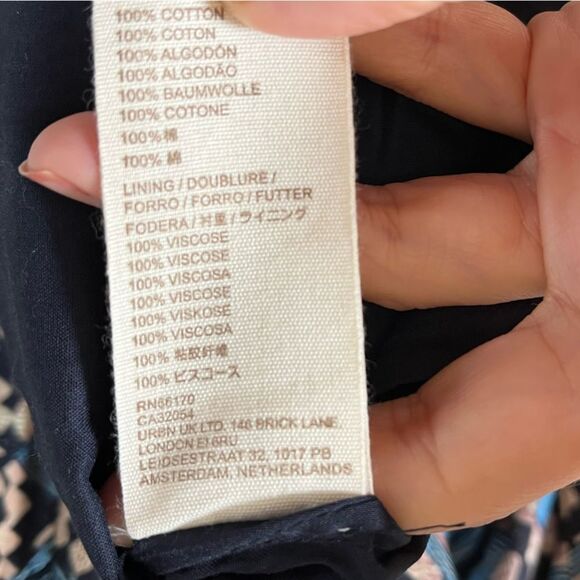 100% COTTON
100% COTON
100% ALGODÓN
100% ALGODÃO
100% BAUMWOLLE
100% COTONE
100% 棉
100% 綿
LINING / DOUBLURE /
FORRO / FORRO / FUTTER
FODERA / 衬里 / ライニング
100% VISCOSE
100% VISCOSE
100% VISCOSA
100% VISCOSE
100% VISKOSE
100% VISCOSA
100% 粘胶纤维
100% ビスコース
RN66170
CA32054
URBN UK LTD, 146 BRICK LANE,
LONDON E16RU
LEIDSESTRAAT 32, 1017 PB
AMSTERDAM, NETHERLANDS